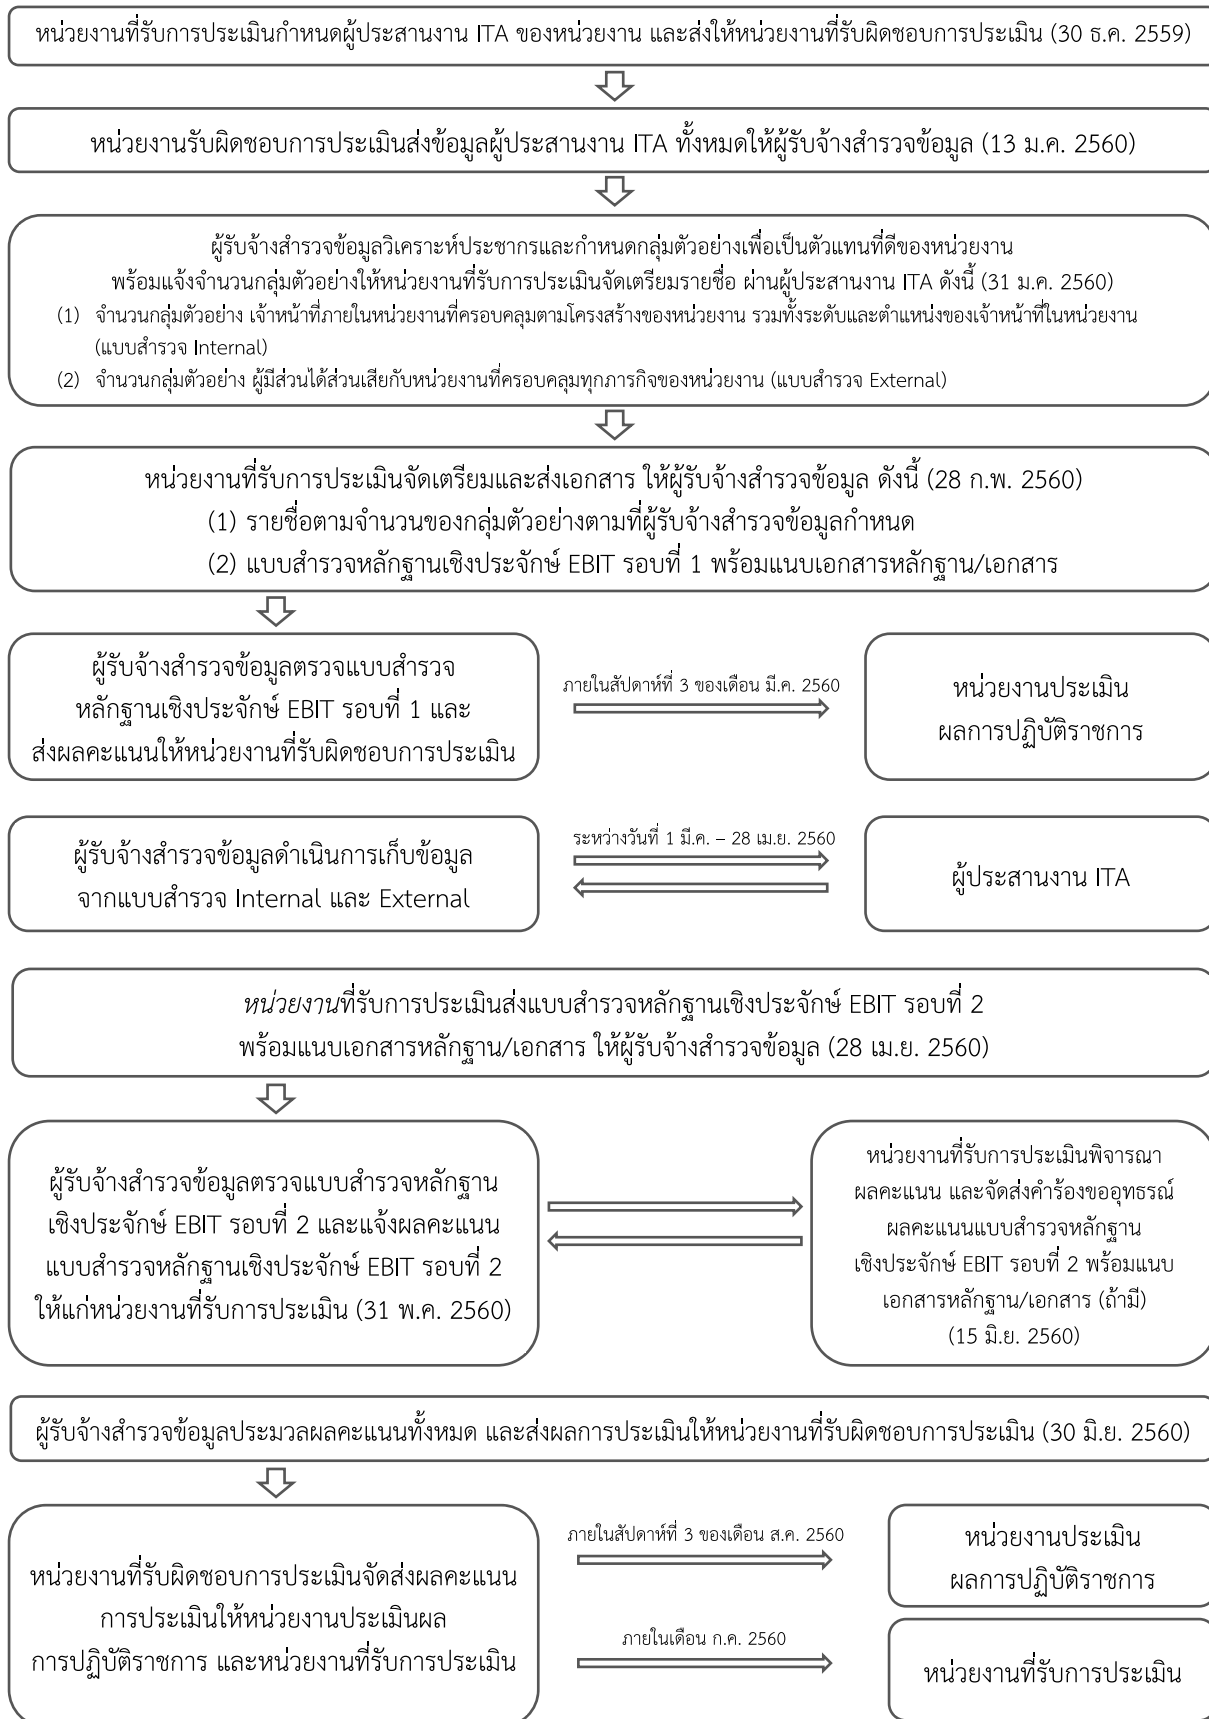 หน่วยงานที่รับการประเมินกำหนดผู้ประสานงาน ITA ของหน่วยงาน และส่งให้หน่วยงานที่รับผิดชอบการประเมิน (30 ธ.ค. 2559)
หน่วยงานรับผิดชอบการประเมินส่งข้อมูลผู้ประสานงาน ITA ทั้งหมดให้ผู้รับจ้างสำรวจข้อมูล (13 ม.ค. 2560)
ผู้รับจ้างสำรวจข้อมูลวิเคราะห์ประชากรและกำหนดกลุ่มตัวอย่างเพื่อเป็นตัวแทนที่ดีของหน่วยงาน
พร้อมแจ้งจำนวนกลุ่มตัวอย่างให้หน่วยงานที่รับการประเมินจัดเตรียมรายชื่อ ผ่านผู้ประสานงาน ITA ดังนี้ (31 ม.ค. 2560)
(1) จำนวนกลุ่มตัวอย่าง เจ้าหน้าที่ภายในหน่วยงานที่ครอบคลุมตามโครงสร้างของหน่วยงาน รวมทั้งระดับและตำแหน่งของเจ้าหน้าที่ในหน่วยงาน
(แบบสำรวจ Internal)
(2) จำนวนกลุ่มตัวอย่าง ผู้มีส่วนได้ส่วนเสียกับหน่วยงานที่ครอบคลุมทุกภารกิจของหน่วยงาน (แบบสำรวจ External)
หน่วยงานที่รับการประเมินจัดเตรียมและส่งเอกสาร ให้ผู้รับจ้างสำรวจข้อมูล ดังนี้ (28 ก.พ. 2560)
(1) รายชื่อตามจำนวนของกลุ่มตัวอย่างตามที่ผู้รับจ้างสำรวจข้อมูลกำหนด
(2) แบบสำรวจหลักฐานเชิงประจักษ์ EBIT รอบที่ 1 พร้อมแนบเอกสารหลักฐาน/เอกสาร
ผู้รับจ้างสำรวจข้อมูลตรวจแบบสำรวจ
หลักฐานเชิงประจักษ์ EBIT รอบที่ 1 และ
ส่งผลคะแนนให้หน่วยงานที่รับผิดชอบการประเมิน
ภายในสัปดาห์ที่ 3 ของเดือน มี.ค. 2560
หน่วยงานประเมิน
ผลการปฏิบัติราชการ
ผู้รับจ้างสำรวจข้อมูลดำเนินการเก็บข้อมูล
จากแบบสำรวจ Internal และ External
ระหว่างวันที่ 1 มี.ค. – 28 เม.ย. 2560
ผู้ประสานงาน ITA
หน่วยงานที่รับการประเมินส่งแบบสำรวจหลักฐานเชิงประจักษ์ EBIT รอบที่ 2
พร้อมแนบเอกสารหลักฐาน/เอกสาร ให้ผู้รับจ้างสำรวจข้อมูล (28 เม.ย. 2560)
ผู้รับจ้างสำรวจข้อมูลตรวจแบบสำรวจหลักฐาน
เชิงประจักษ์ EBIT รอบที่ 2 และแจ้งผลคะแนน
แบบสำรวจหลักฐานเชิงประจักษ์ EBIT รอบที่ 2
ให้แก่หน่วยงานที่รับการประเมิน (31 พ.ค. 2560)
หน่วยงานที่รับการประเมินพิจารณา
ผลคะแนน และจัดส่งคำร้องขออุทธรณ์
ผลคะแนนแบบสำรวจหลักฐาน
เชิงประจักษ์ EBIT รอบที่ 2 พร้อมแนบ
เอกสารหลักฐาน/เอกสาร (ถ้ามี)
(15 มิ.ย. 2560)
ผู้รับจ้างสำรวจข้อมูลประมวลผลคะแนนทั้งหมด และส่งผลการประเมินให้หน่วยงานที่รับผิดชอบการประเมิน (30 มิ.ย. 2560)
หน่วยงานที่รับผิดชอบการประเมินจัดส่งผลคะแนน
การประเมินให้หน่วยงานประเมินผล
การปฏิบัติราชการ และหน่วยงานที่รับการประเมิน
ภายในสัปดาห์ที่ 3 ของเดือน ส.ค. 2560
หน่วยงานประเมิน
ผลการปฏิบัติราชการ
ภายในเดือน ก.ค. 2560
หน่วยงานที่รับการประเมิน